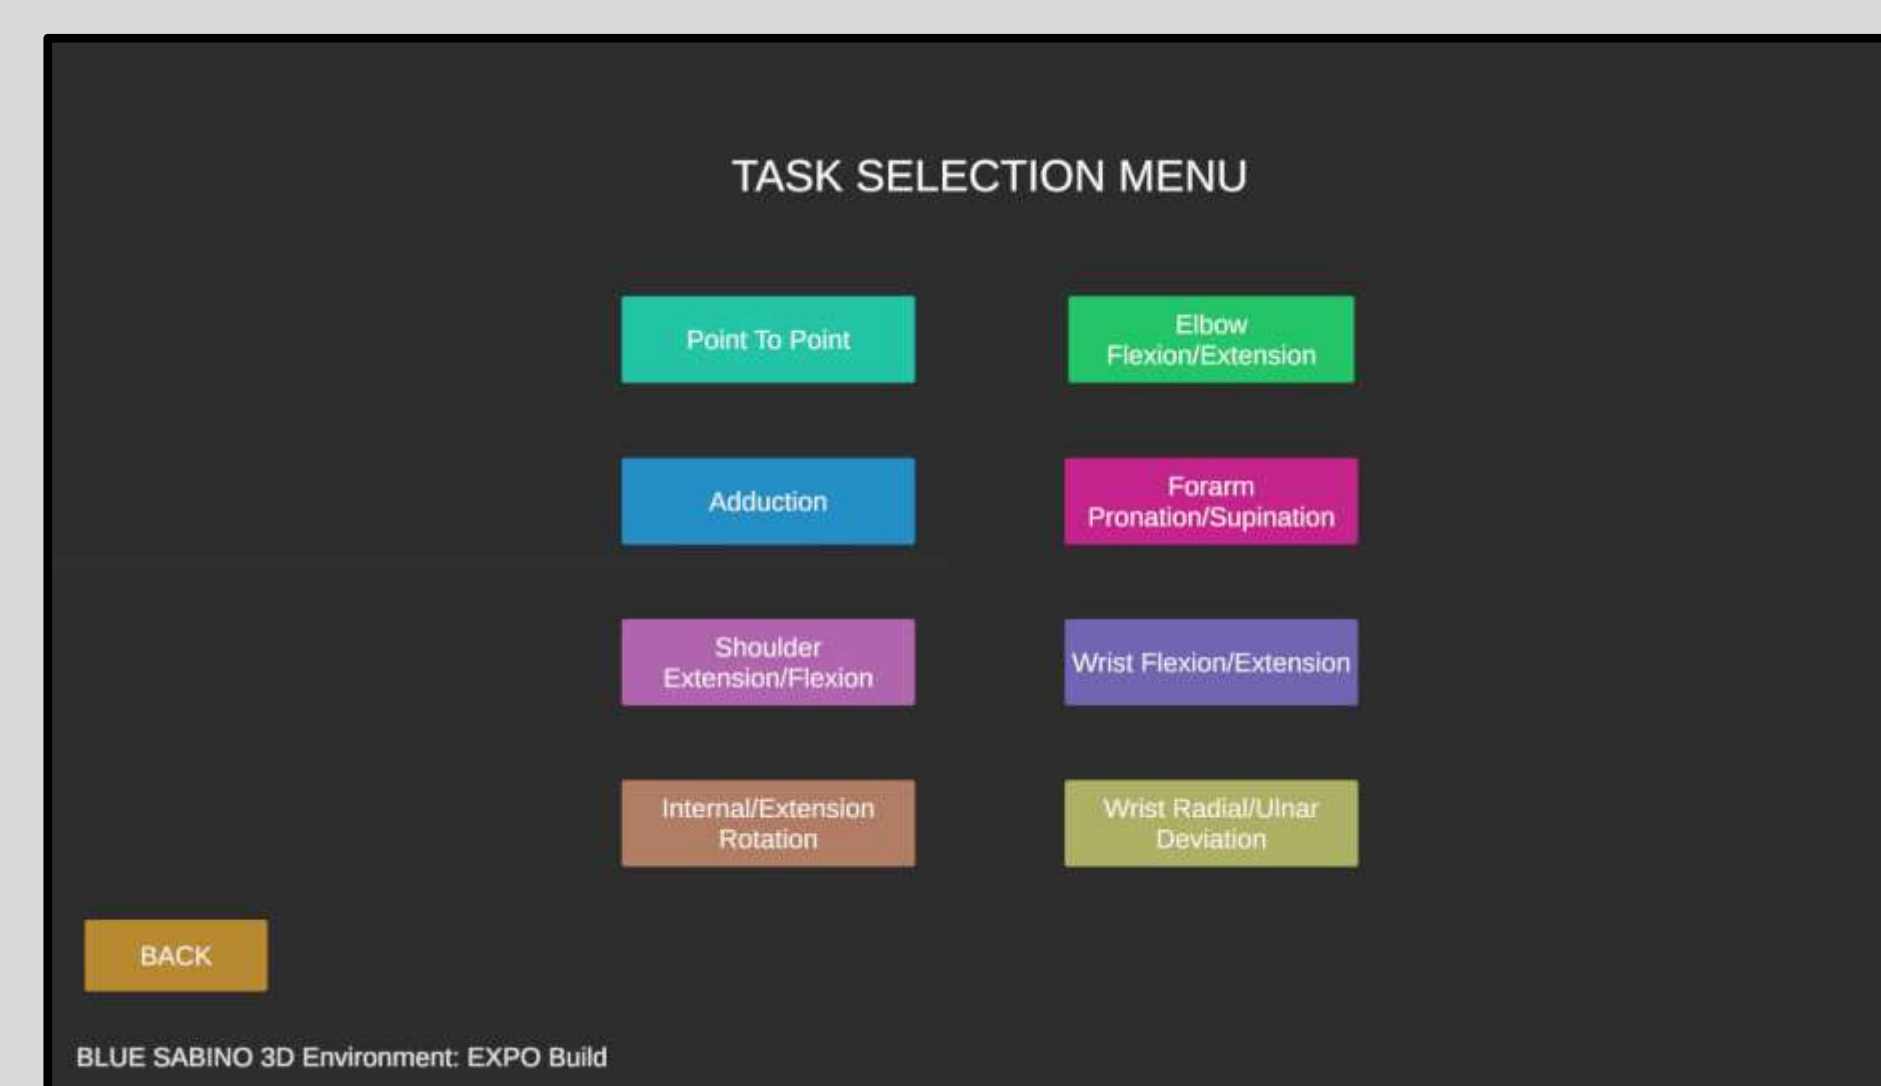 TASK SELECTION MENU
Point To Point
Elbow
Flexion/Extension
Adduction
Forarm
Pronation/Supination
Shoulder
Extension/Flexion
Wrist Flexion/Extension
Internal/Extension
Rotation
Wrist Radial/Ulnar
Deviation
BACK
BLUE SABINO 3D Environment: EXPO Build